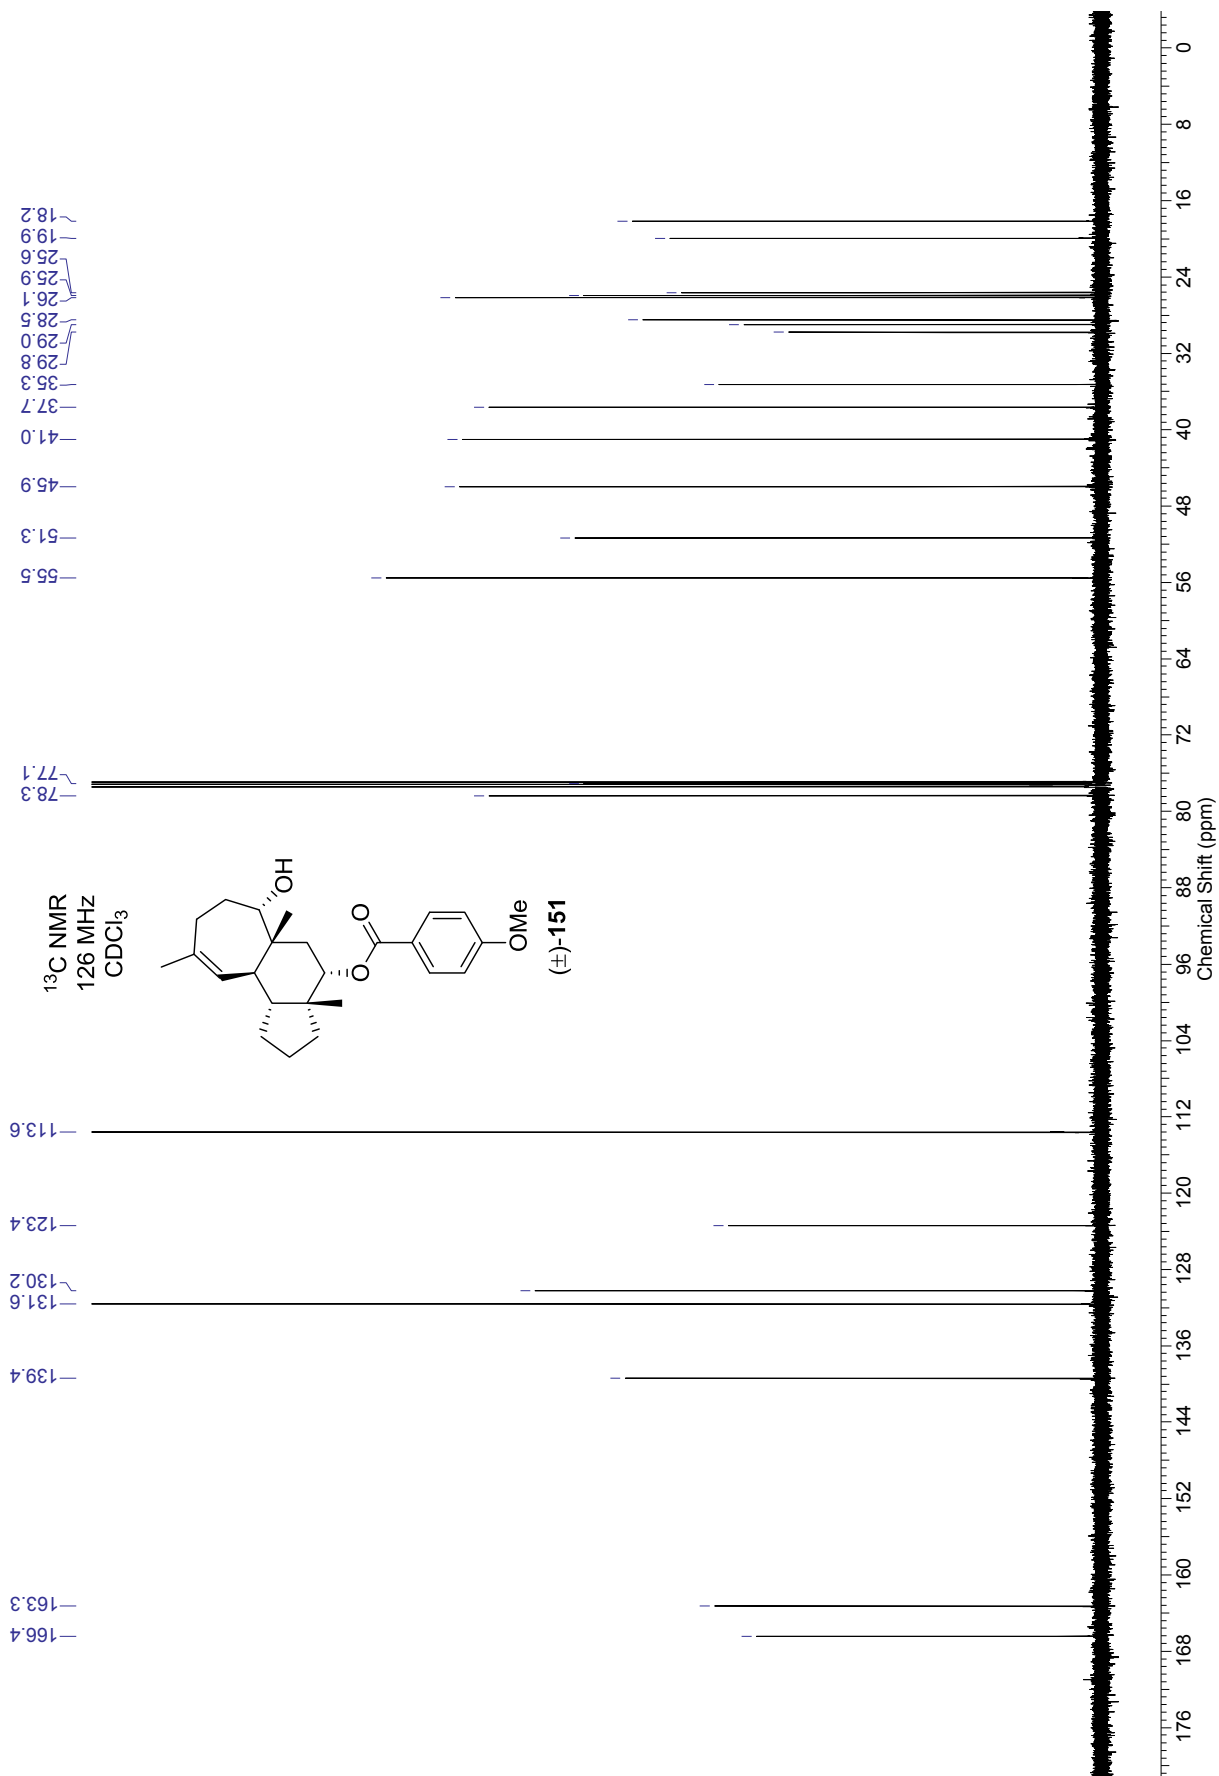 ¹³C NMR
126 MHz
CDCl₃
OH
O
O
OMe
(±)-151
166.4
163.3
139.4
131.6
130.2
123.4
113.6
78.3
77.1
55.5
51.3
45.9
41.0
37.7
35.3
29.8
29.0
28.5
26.1
25.9
25.6
19.9
18.2
176 168 160 152 144 136 128 120 112 104 96 88 80 72 64 56 48 40 32 24 16 8 0
Chemical Shift (ppm)